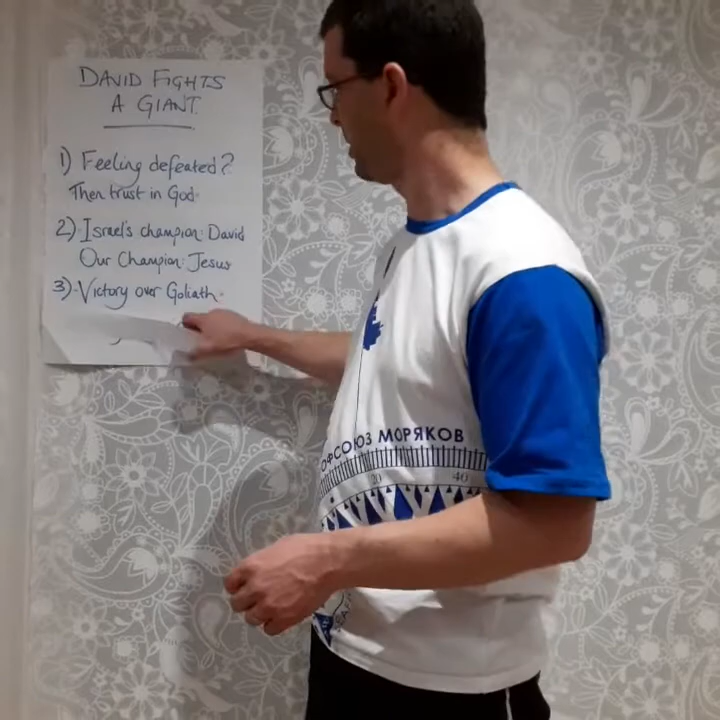 DAVID FIGHTS
A GIANT.
1) Feeling defeated?
Then trust in God.
2) Israel's champion: David
Our Champion: Jesus
3) Victory over Goliath.
ОФСОЮЗ МОРЯКОВ
20 40